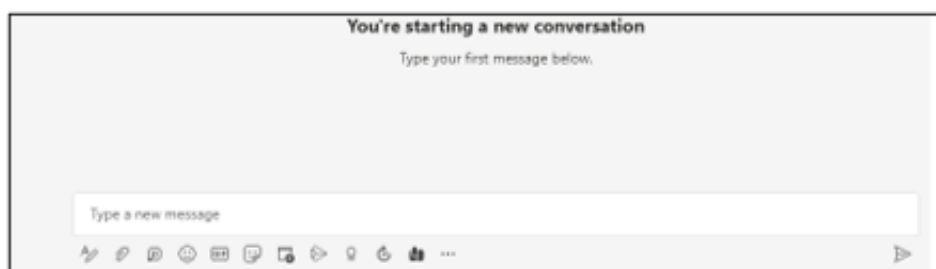 You're starting a new conversation
Type your first message below.
Type a new message